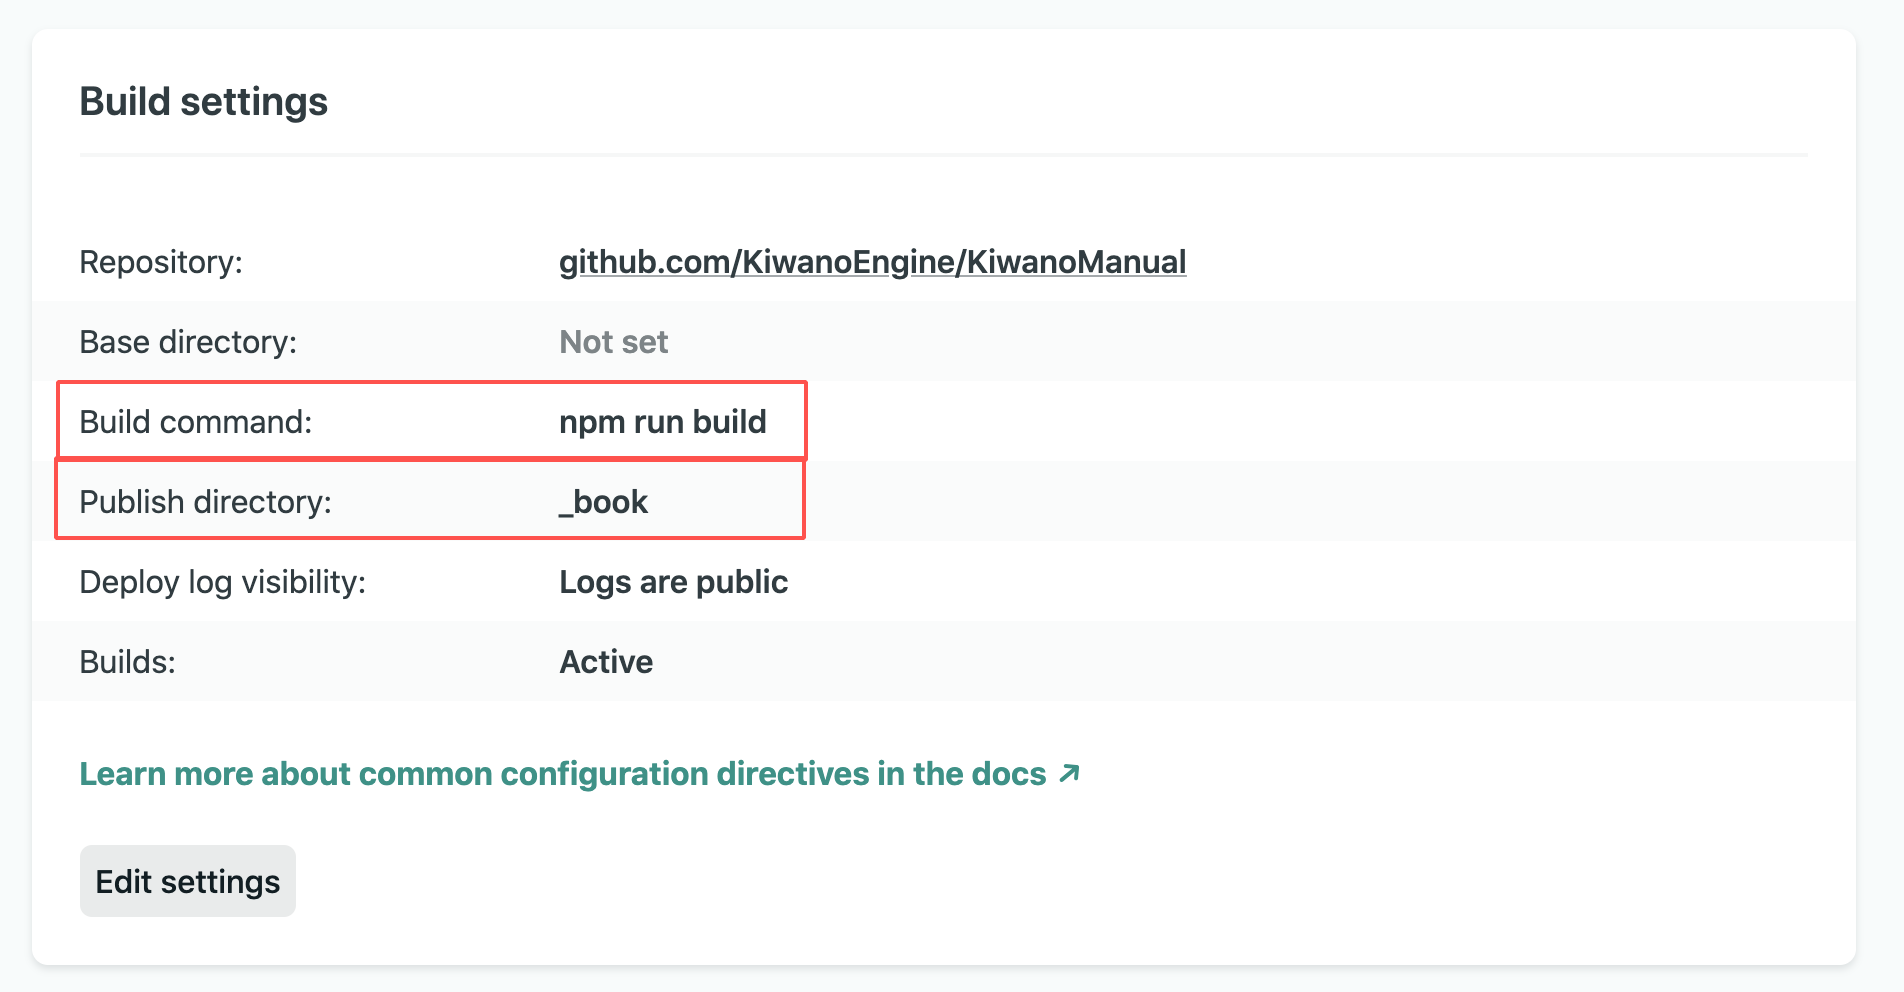 Build settings
Repository: github.com/KiwanoEngine/KiwanoManual
Base directory: Not set
Build command: npm run build
Publish directory: _book
Deploy log visibility: Logs are public
Builds: Active
Learn more about common configuration directives in the docs ↗
Edit settings